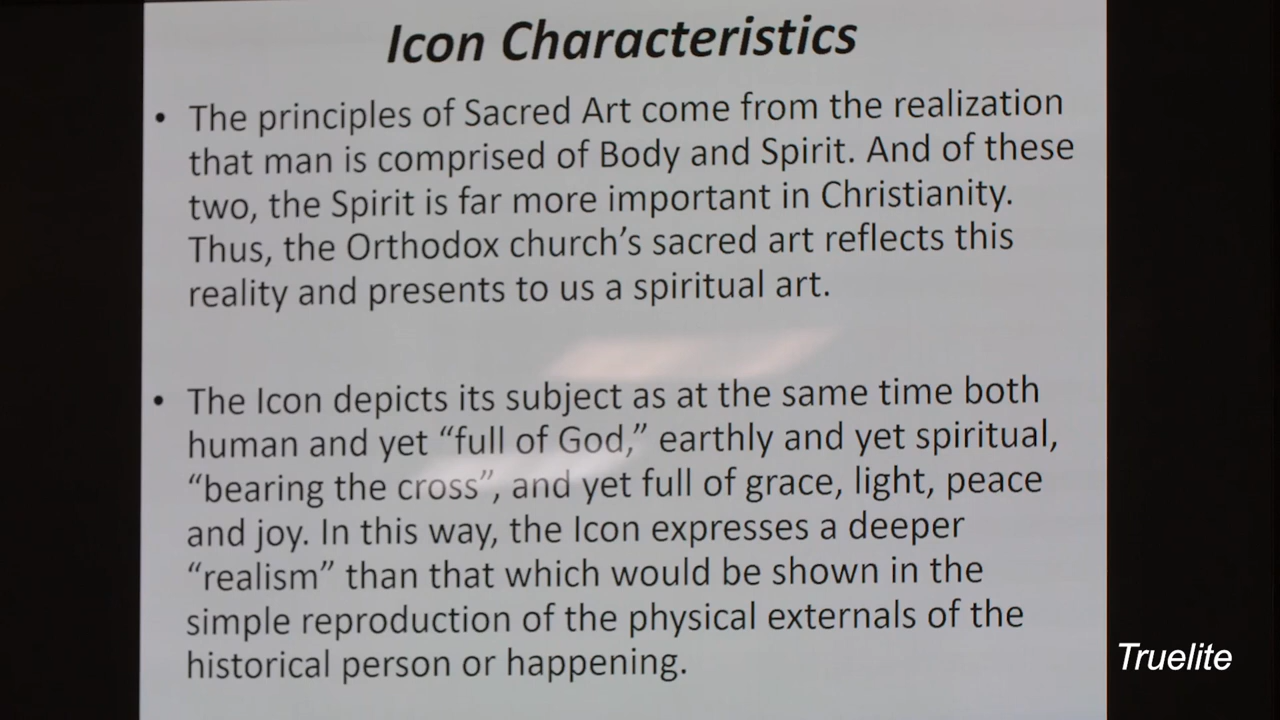 Icon Characteristics
• The principles of Sacred Art come from the realization
that man is comprised of Body and Spirit. And of these
two, the Spirit is far more important in Christianity.
Thus, the Orthodox church’s sacred art reflects this
reality and presents to us a spiritual art.
• The Icon depicts its subject as at the same time both
human and yet “full of God,” earthly and yet spiritual,
“bearing the cross”, and yet full of grace, light, peace
and joy. In this way, the Icon expresses a deeper
“realism” than that which would be shown in the
simple reproduction of the physical externals of the
historical person or happening.
Truelite